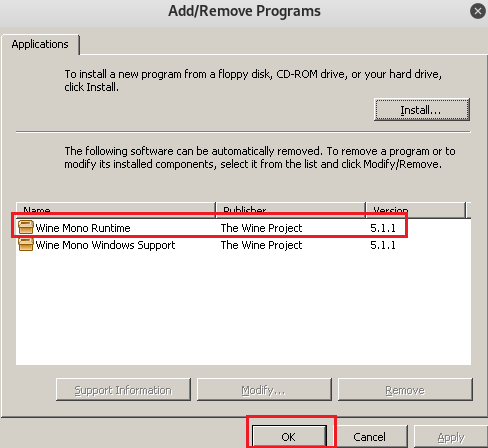 Add/Remove Programs
Applications
To install a new program from a floppy disk, CD-ROM drive, or your hard drive,
click Install.
Install...
The following software can be automatically removed. To remove a program or to
modify its installed components, select it from the list and click Modify/Remove.
Name Publisher Version
Wine Mono Runtime The Wine Project 5.1.1
Wine Mono Windows Support The Wine Project 5.1.1
Support Information Modify... Remove
OK Cancel Apply